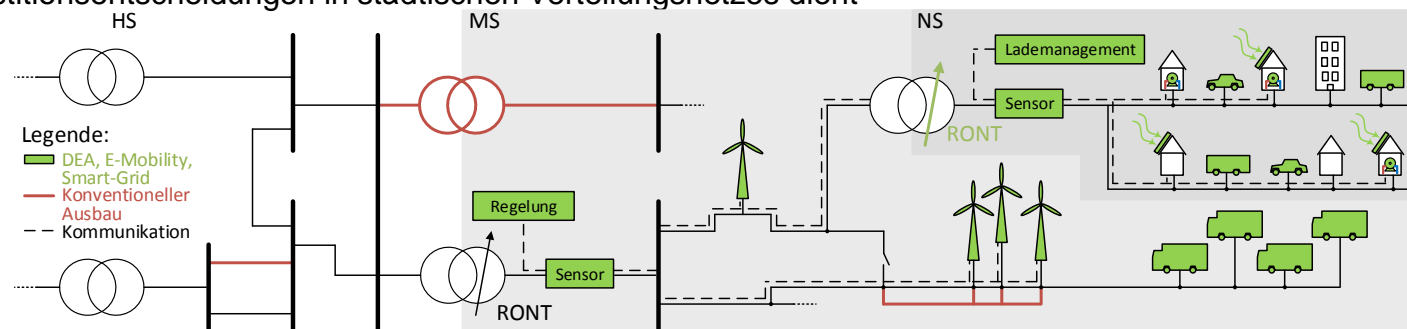 HS
MS
NS
Lademanagement
Sensor
RONT
Legende:
DEA, E-Mobility,
Smart-Grid
Konventioneller
Ausbau
Kommunikation
Regelung
Sensor
RONT